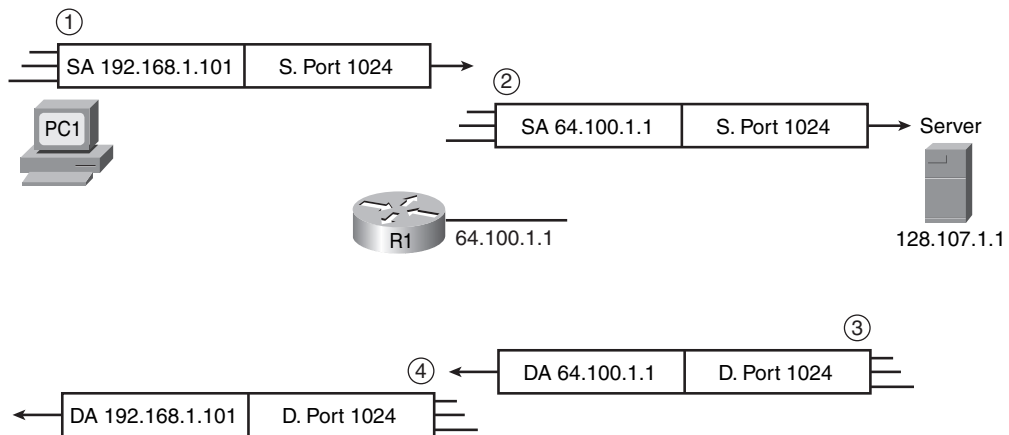 1
SA 192.168.1.101 S. Port 1024
2
PC1
SA 64.100.1.1 S. Port 1024
Server
R1
64.100.1.1
128.107.1.1
3
4
DA 64.100.1.1 D. Port 1024
DA 192.168.1.101 D. Port 1024